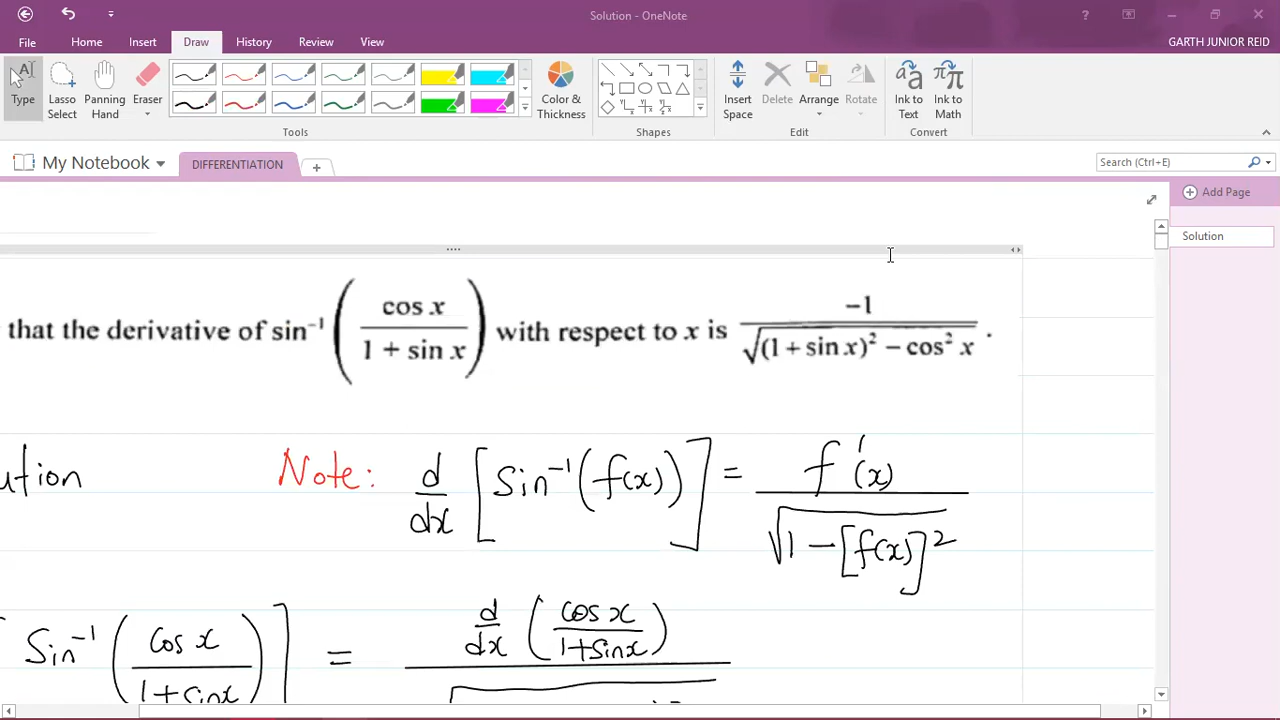 Solution - OneNote
?
GARTH JUNIOR REID
File Home Insert Draw History Review View
Type
Lasso Select
Panning Hand
Eraser
Color & Thickness
Insert Space
Delete
Arrange
Rotate
Ink to Text
Ink to Math
Tools
Shapes
Edit
Convert
My Notebook
DIFFERENTIATION
+
Search (Ctrl+E)
Add Page
Solution
that the derivative of sin⁻¹ (cos x / 1 + sin x) with respect to x is −1 / √(1 + sin x)² − cos² x .
ution
Note: d/dx [Sin⁻¹(f(x))] = f'(x) / √1 − [f(x)]²
Sin⁻¹ (Cos x / 1+sinx) ] = d/dx (Cos x / 1+sinx)